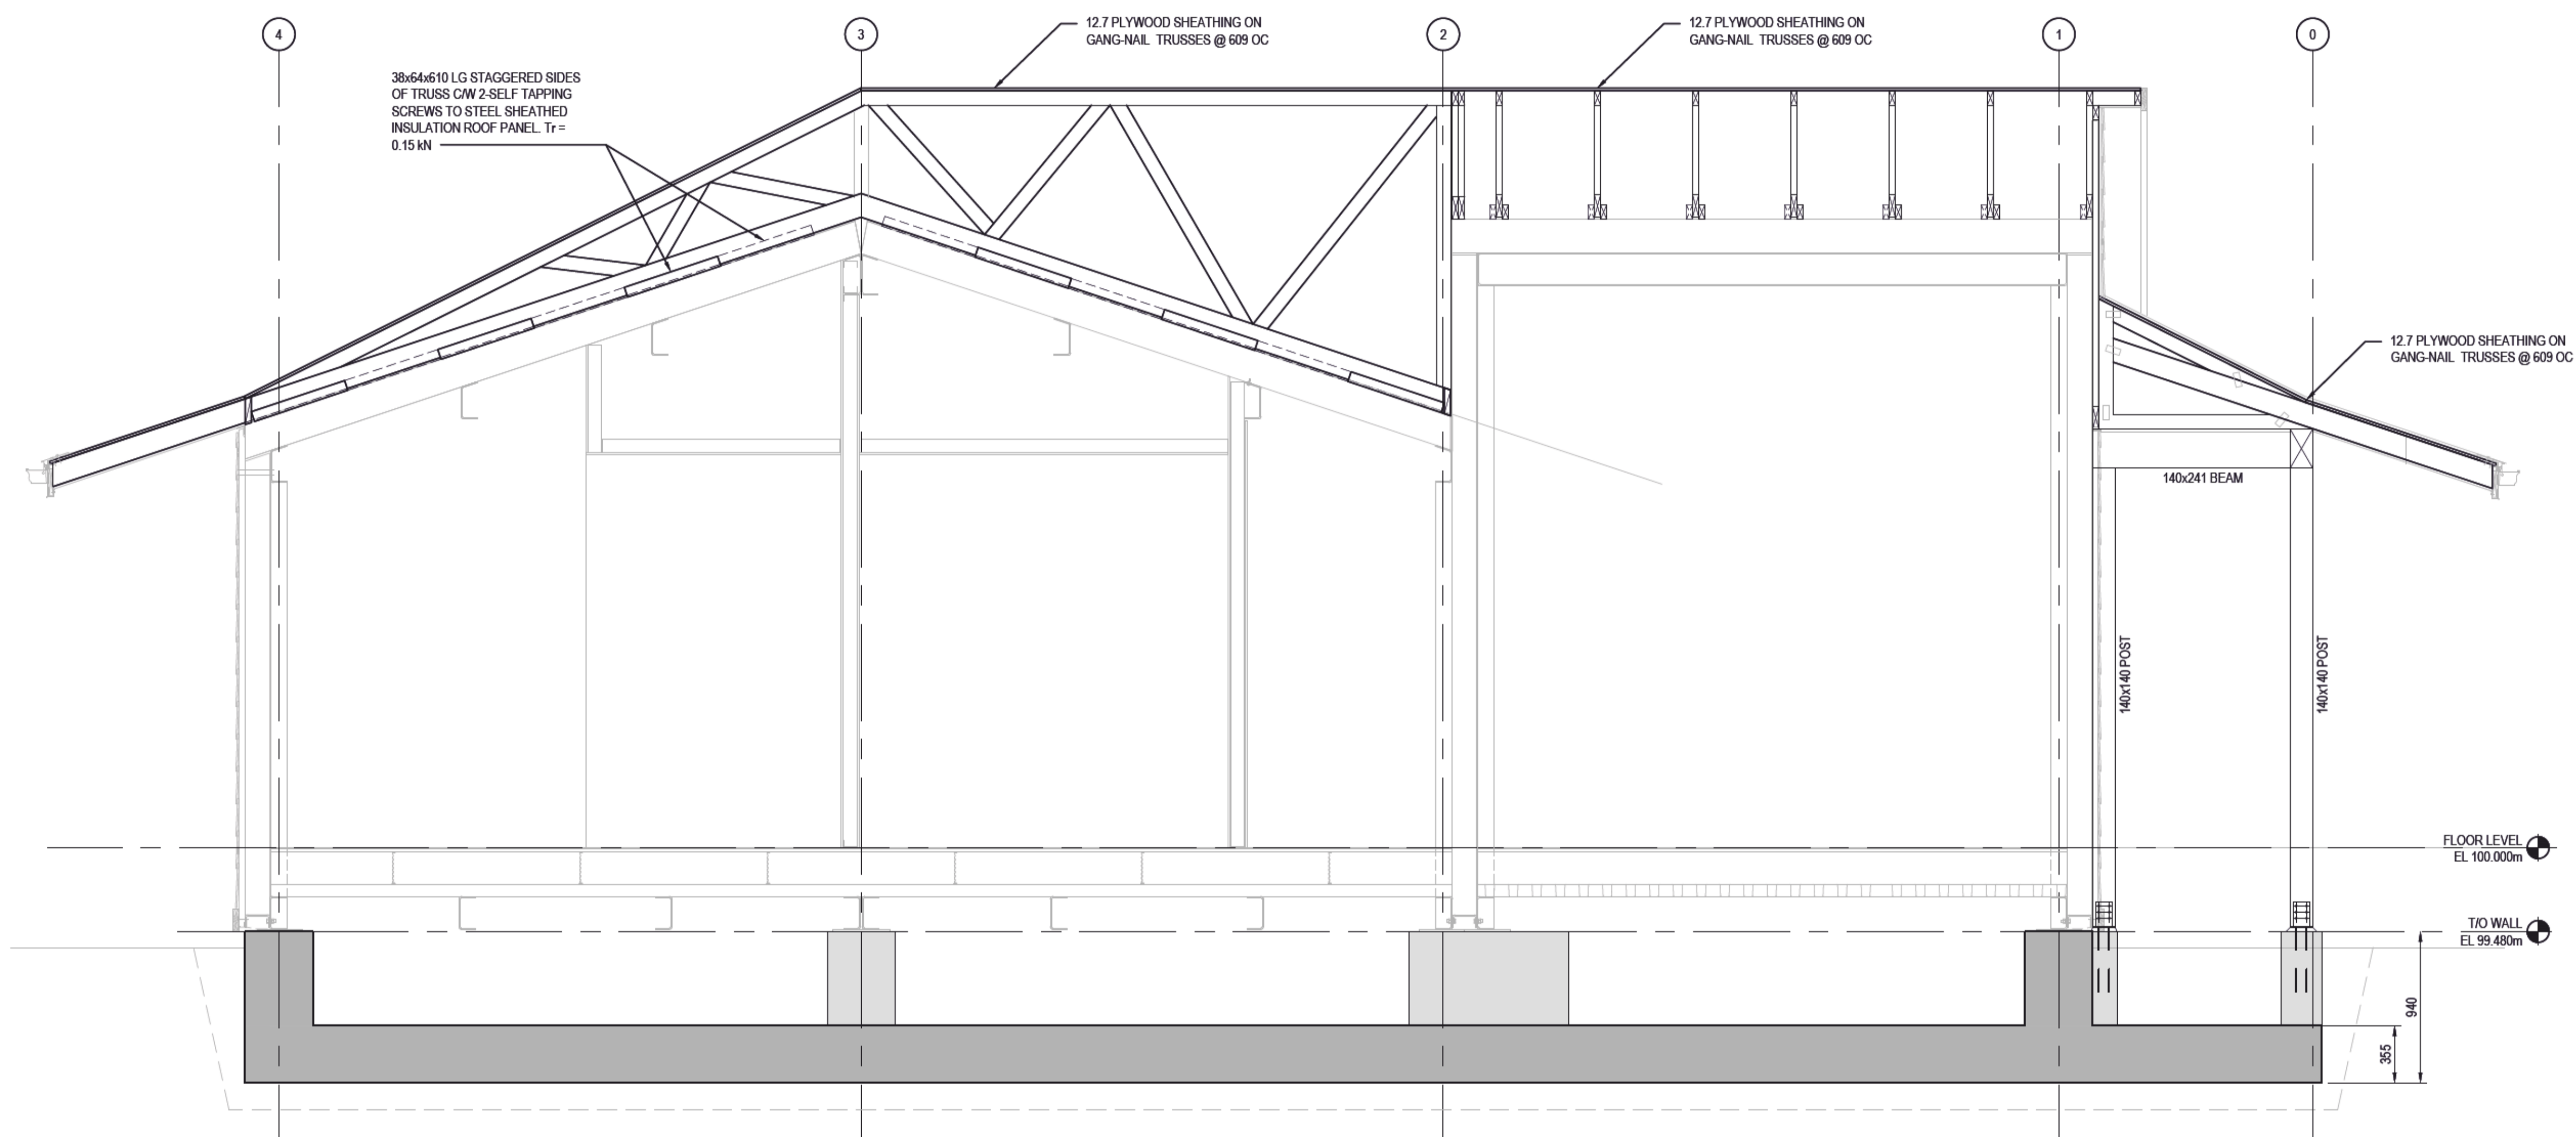 4
3
2
1
0
12.7 PLYWOOD SHEATHING ON
GANG-NAIL TRUSSES @ 609 OC
12.7 PLYWOOD SHEATHING ON
GANG-NAIL TRUSSES @ 609 OC
38x64x610 LG STAGGERED SIDES
OF TRUSS C/W 2-SELF TAPPING
SCREWS TO STEEL SHEATHED
INSULATION ROOF PANEL. Tr =
0.15 kN
12.7 PLYWOOD SHEATHING ON
GANG-NAIL TRUSSES @ 609 OC
140x241 BEAM
140x140 POST
140x140 POST
FLOOR LEVEL
EL 100.000m
T/O WALL
EL 99.480m
940
355